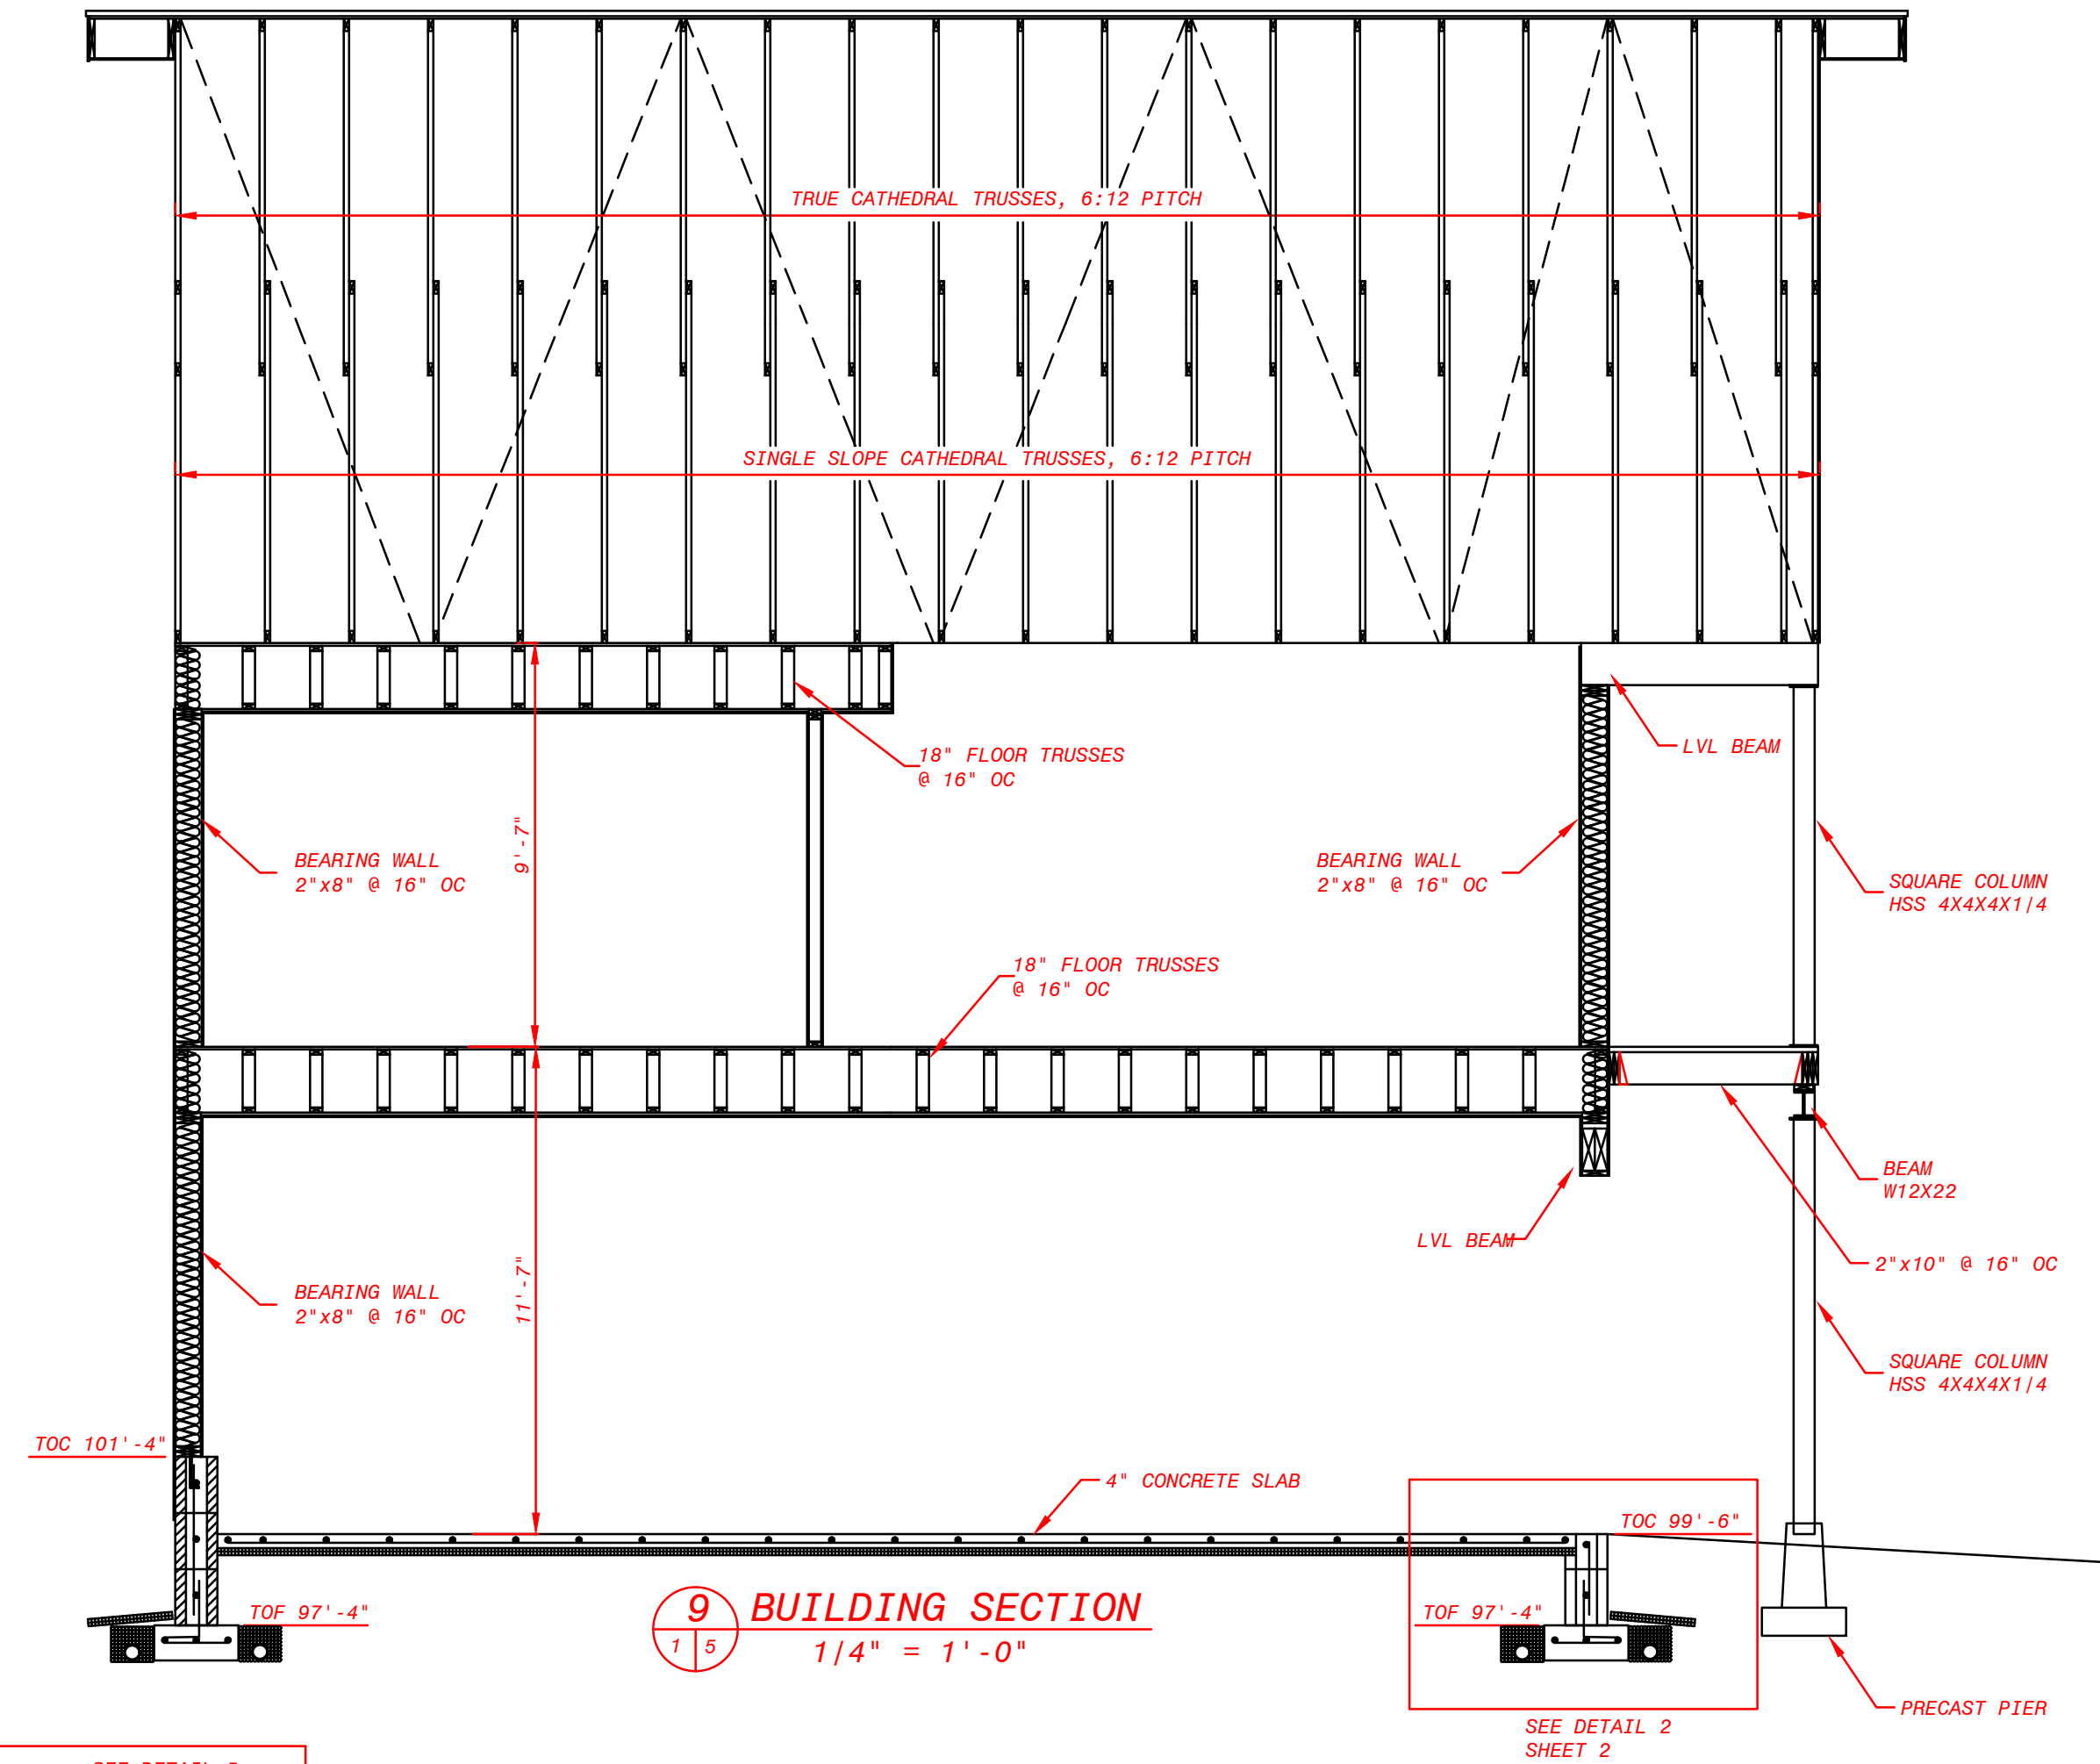 TRUE CATHEDRAL TRUSSES, 6:12 PITCH
SINGLE SLOPE CATHEDRAL TRUSSES, 6:12 PITCH
18" FLOOR TRUSSES
@ 16" OC
LVL BEAM
9'-7"
BEARING WALL
2"x8" @ 16" OC
BEARING WALL
2"x8" @ 16" OC
SQUARE COLUMN
HSS 4X4X4X1/4
18" FLOOR TRUSSES
@ 16" OC
BEAM
W12X22
LVL BEAM
2"x10" @ 16" OC
BEARING WALL
2"x8" @ 16" OC
11'-7"
SQUARE COLUMN
HSS 4X4X4X1/4
TOC 101'-4"
4" CONCRETE SLAB
TOC 99'-6"
TOF 97'-4"
9
1 5
BUILDING SECTION
1/4" = 1'-0"
TOF 97'-4"
PRECAST PIER
SEE DETAIL 2
SHEET 2